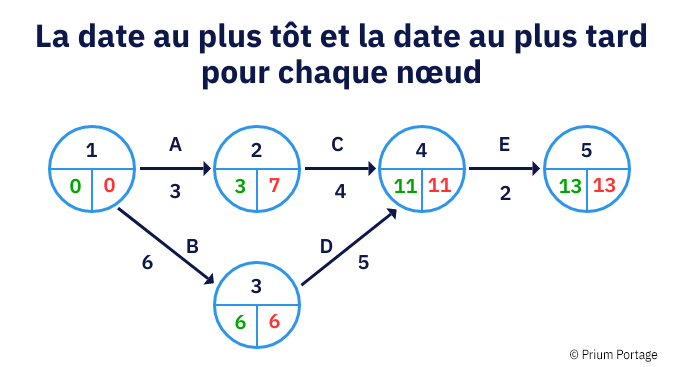 La date au plus tôt et la date au plus tard
pour chaque nœud
1 A 2 C 4 E 5
0 0 3 3 7 4 11 11 2 13 13
B D
6 5
3
6 6
© Prium Portage